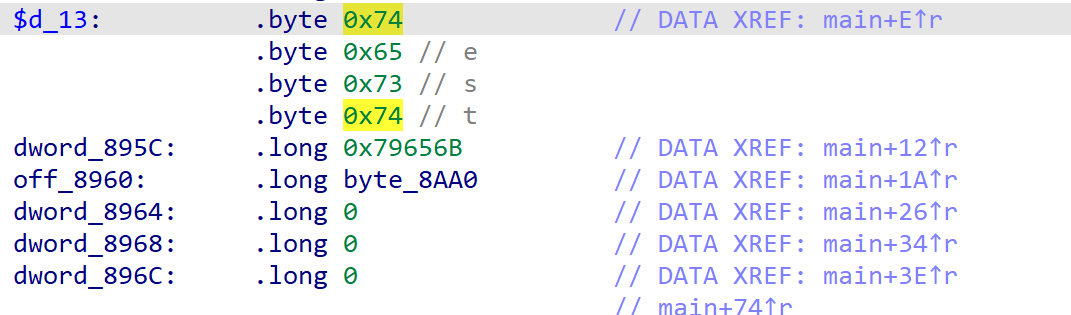 $d_13: .byte 0x74 // DATA XREF: main+E↑r
.byte 0x65 // e
.byte 0x73 // s
.byte 0x74 // t
dword_895C: .long 0x79656B // DATA XREF: main+12↑r
off_8960: .long byte_8AA0 // DATA XREF: main+1A↑r
dword_8964: .long 0 // DATA XREF: main+26↑r
dword_8968: .long 0 // DATA XREF: main+34↑r
dword_896C: .long 0 // DATA XREF: main+3E↑r
// main+74↑r